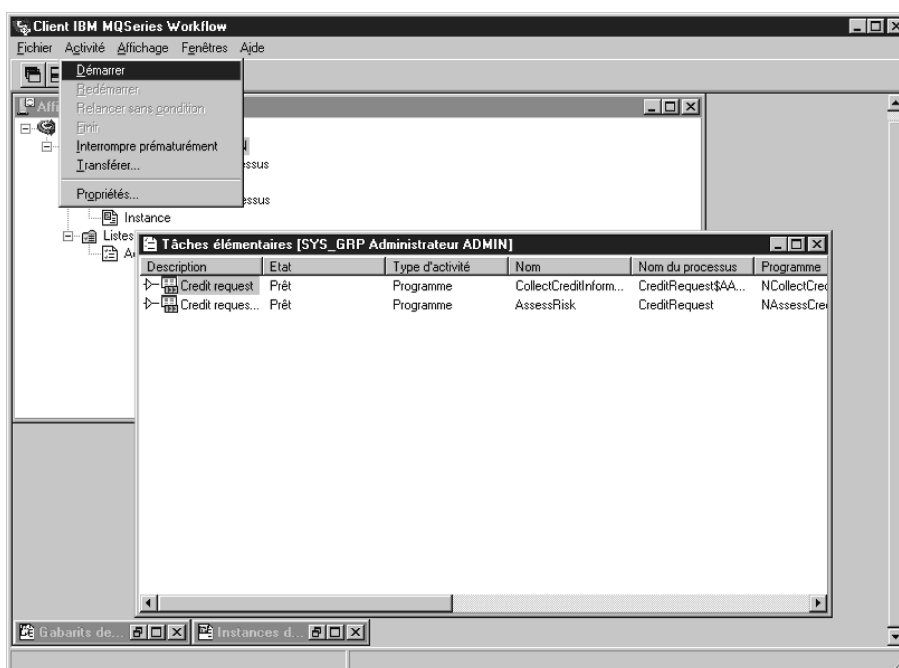 Client IBM MQSeries Workflow
Fichier Activité Affichage Fenêtres Aide
Démarrer
Redémarrer
Relancer sans condition
Finir
Interrompre prématurément
Transférer...
Propriétés...
Affi
ssus
ssus
Instance
Listes
A
Tâches élémentaires [SYS_GRP Administrateur ADMIN]
Description Etat Type d'activité Nom Nom du processus Programme
Credit request Prêt Programme CollectCreditInform... CreditRequest$AA... NCollectCred
Credit reques... Prêt Programme AssessRisk CreditRequest NAssessCre
Gabarits de... Instances d...